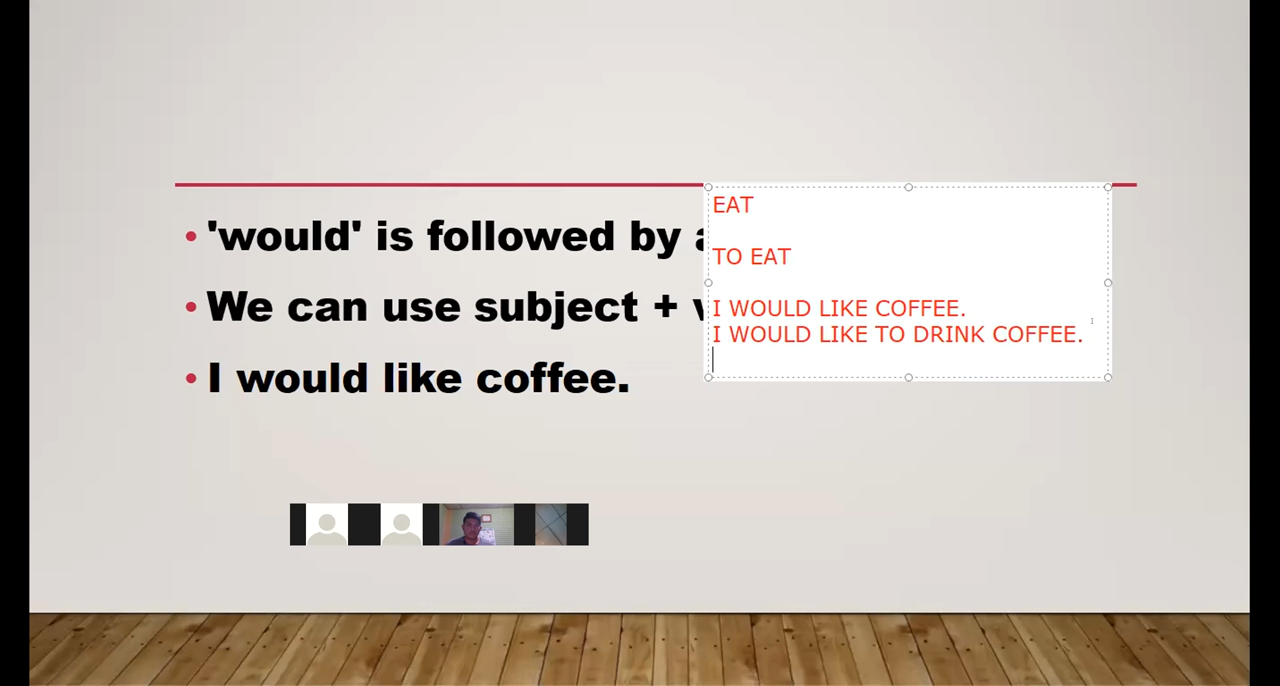 'would' is followed by
We can use subject +
I would like coffee.
EAT
TO EAT
I WOULD LIKE COFFEE.
I WOULD LIKE TO DRINK COFFEE.